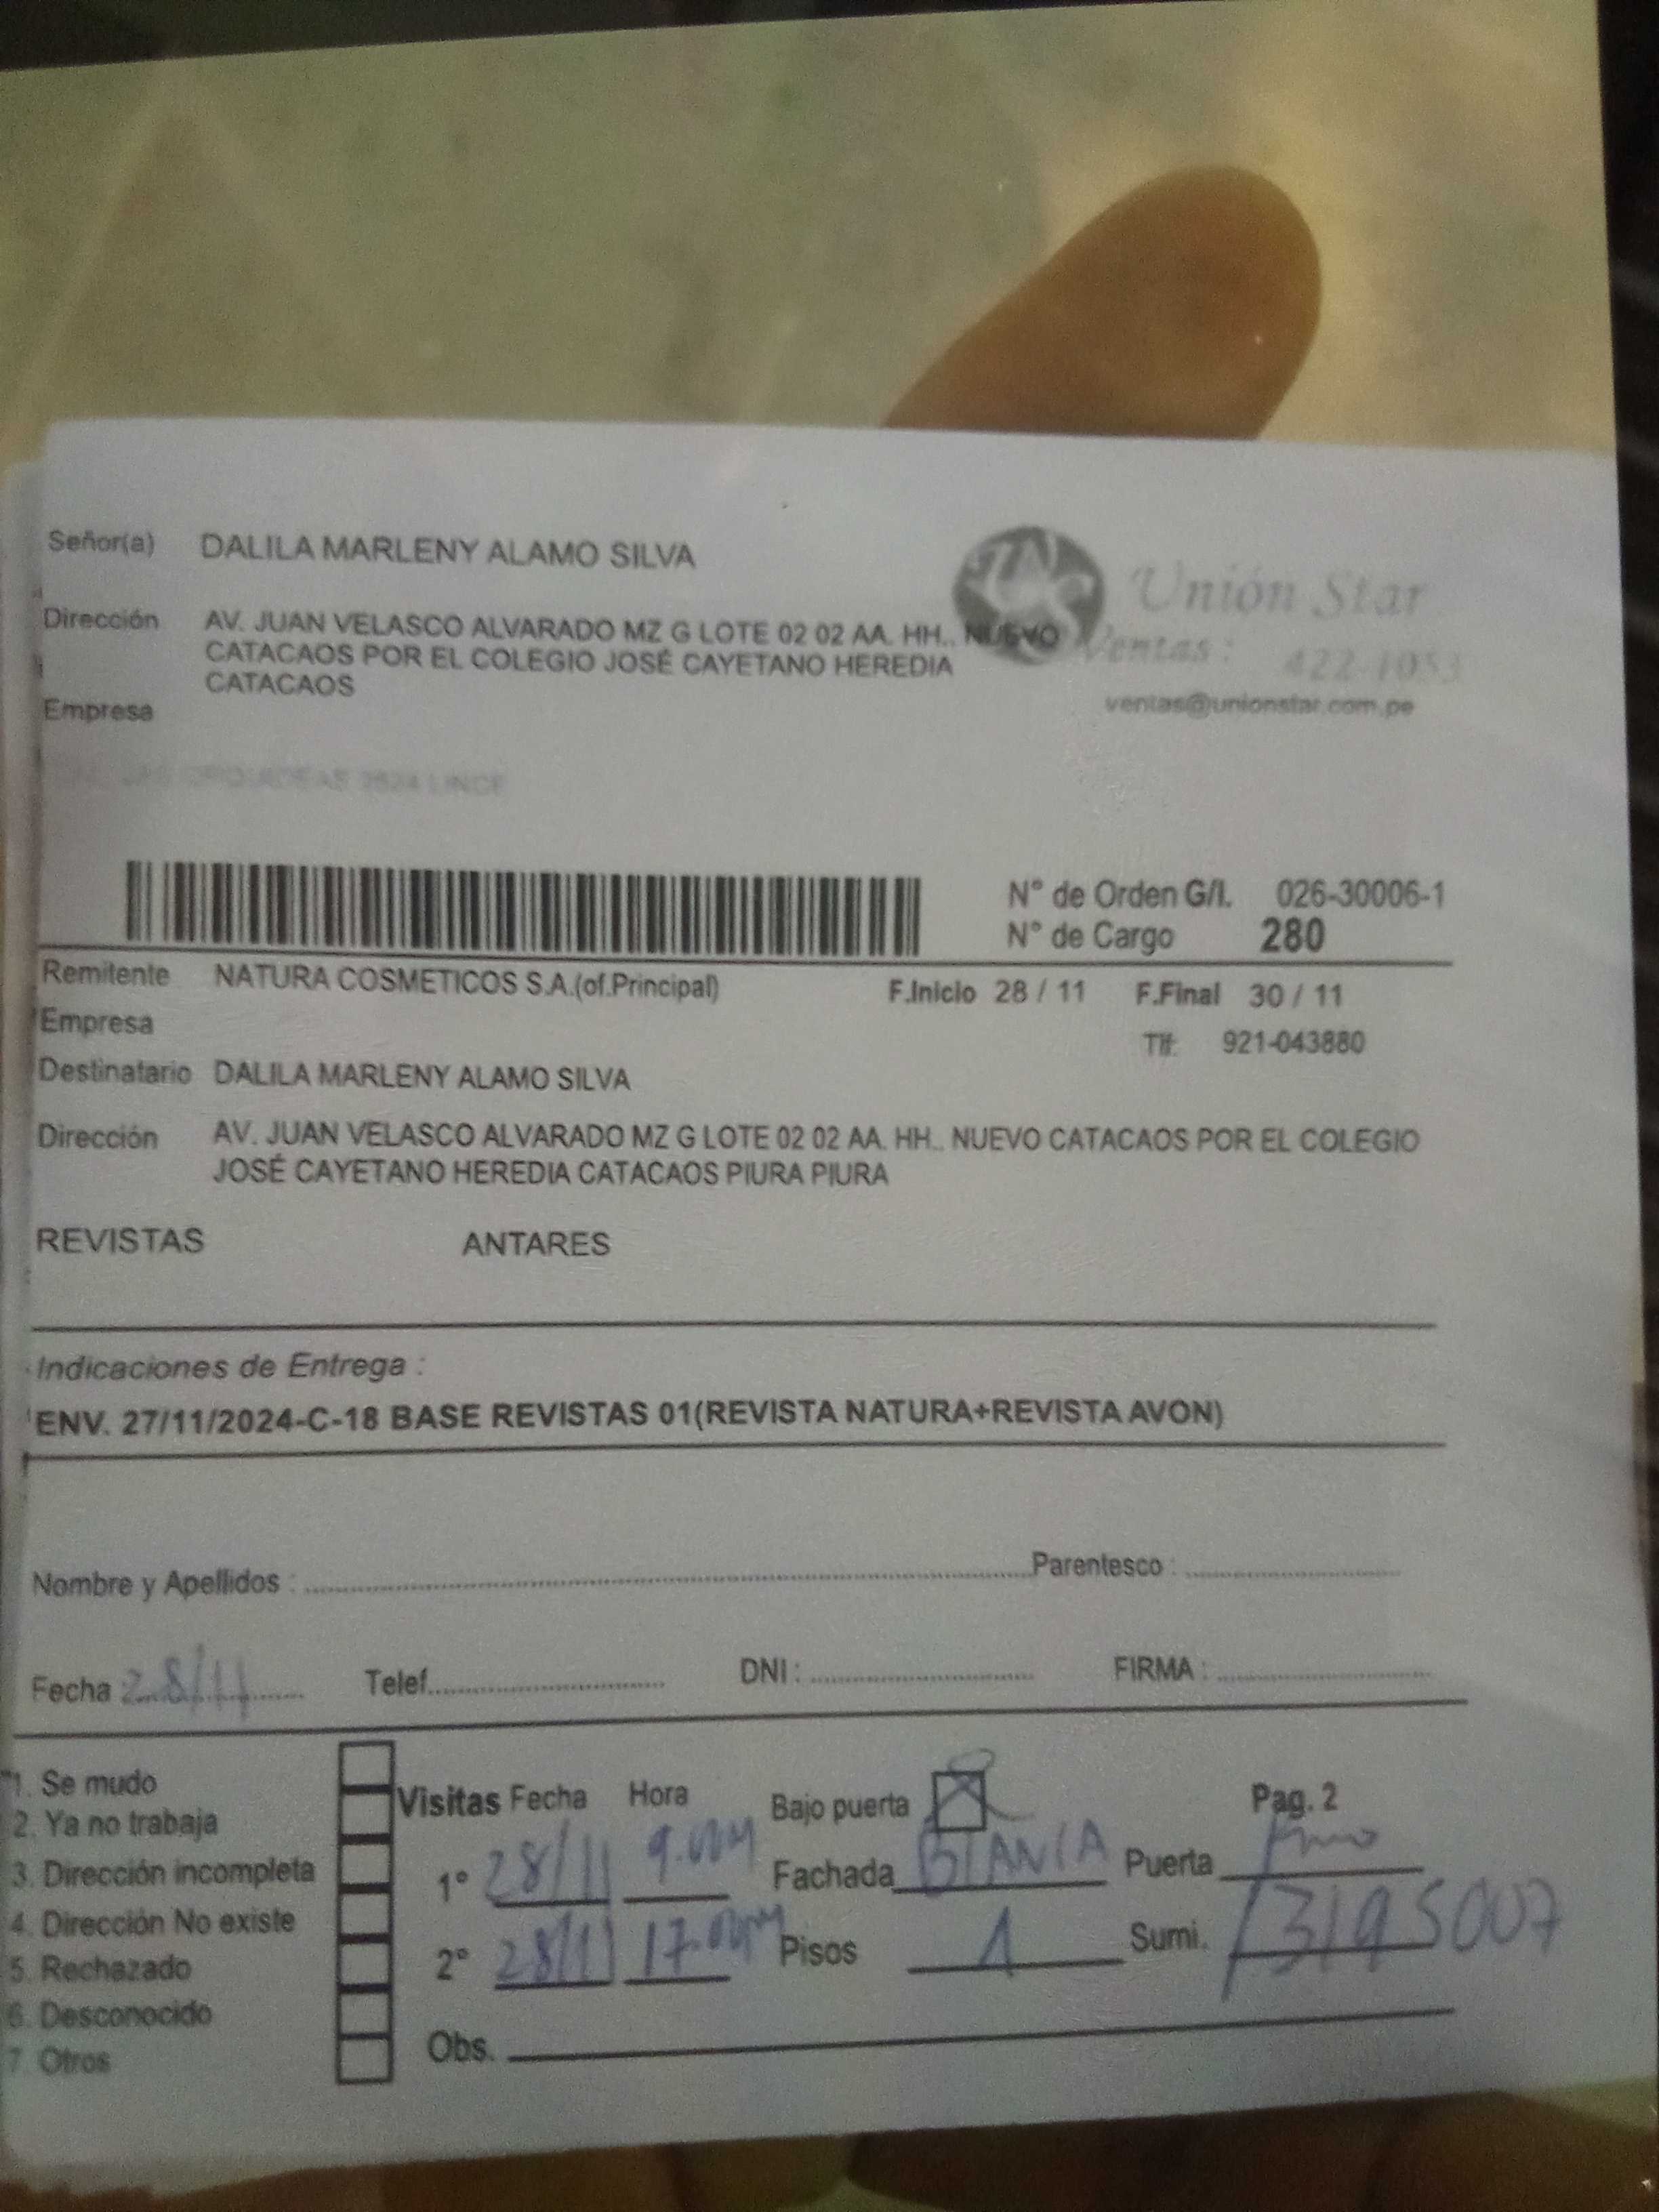 Señor(a) DALILA MARLENY ALAMO SILVA
Unión Star
Dirección AV. JUAN VELASCO ALVARADO MZ G LOTE 02 02 AA. HH.. NUEVO
CATACAOS POR EL COLEGIO JOSÉ CAYETANO HEREDIA
CATACAOS
Ventas: 422-1053
ventas@unionstar.com.pe
Empresa
2624 LINCE
N° de Orden G/I. 026-30006-1
N° de Cargo 280
Remitente NATURA COSMETICOS S.A.(of.Principal) F.Inicio 28 / 11 F.Final 30 / 11
Empresa
Tlf: 921-043880
Destinatario DALILA MARLENY ALAMO SILVA
Dirección AV. JUAN VELASCO ALVARADO MZ G LOTE 02 02 AA. HH.. NUEVO CATACAOS POR EL COLEGIO
JOSÉ CAYETANO HEREDIA CATACAOS PIURA PIURA
REVISTAS ANTARES
Indicaciones de Entrega :
ENV. 27/11/2024-C-18 BASE REVISTAS 01(REVISTA NATURA+REVISTA AVON)
Nombre y Apellidos : Parentesco :
Fecha 28/11 Telef. DNI : FIRMA :
1. Se mudo
2. Ya no trabaja
3. Dirección incompleta
4. Dirección No existe
5. Rechazado
6. Desconocido
7. Otros
Visitas Fecha Hora Bajo puerta Pag. 2
1° 28/11 Fachada BLANCA Puerta
2° 28/11 Pisos 1 Sumi. 13195007
Obs.